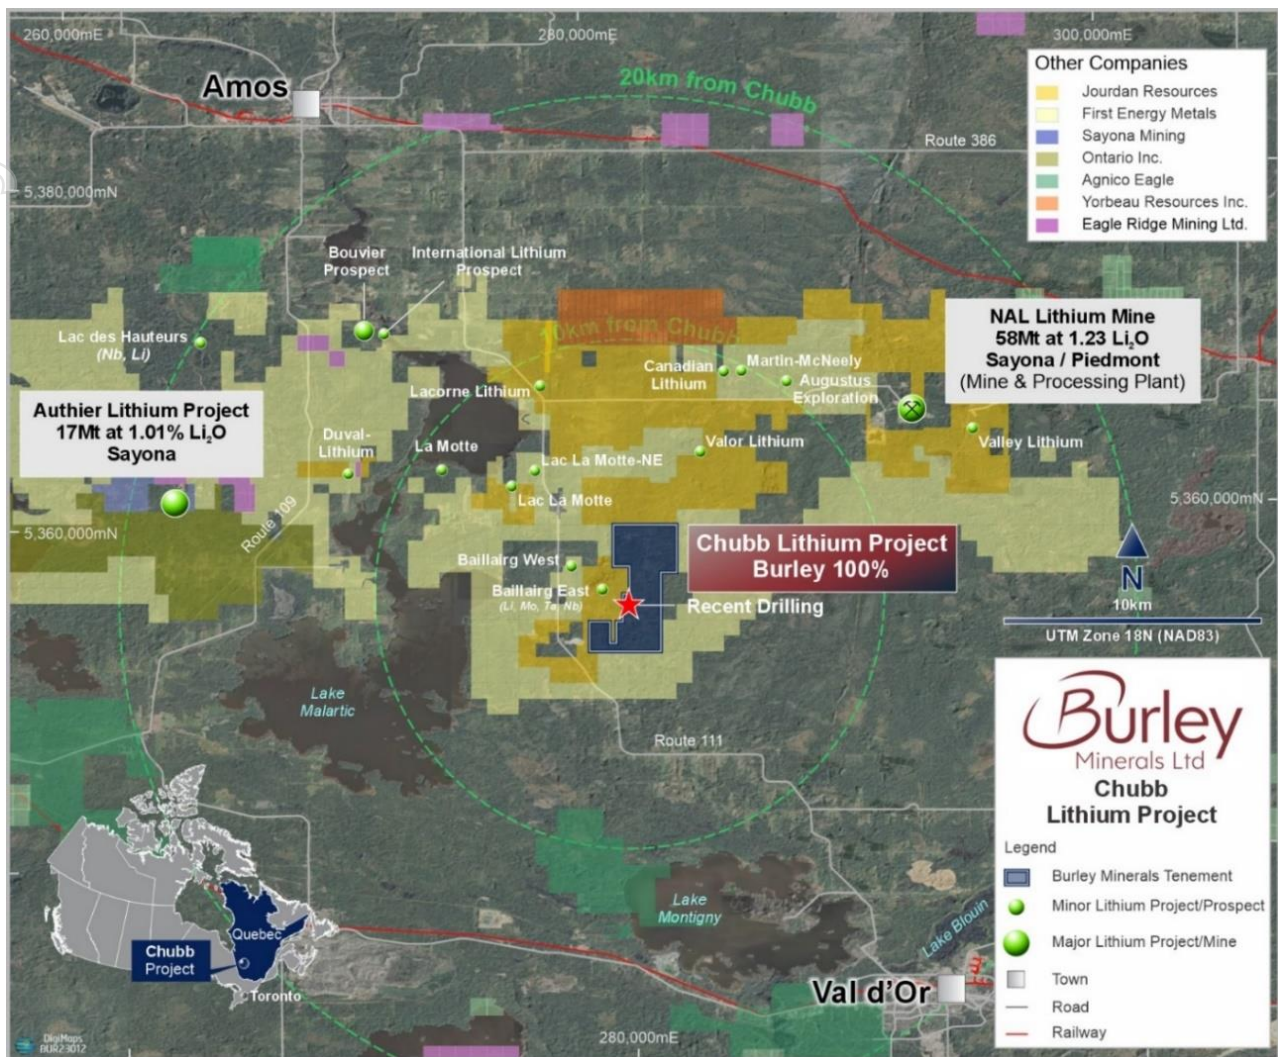 260,000mE
280,000mE
300,000mE
Other Companies
Jourdan Resources
First Energy Metals
Sayona Mining
Ontario Inc.
Agnico Eagle
Yorbeau Resources Inc.
Eagle Ridge Mining Ltd.
Amos
20km from Chubb
Route 386
5,380,000mN
Bouvier
Prospect
International Lithium
Prospect
Lac des Hauteurs
(Nb, Li)
10km from Chubb
NAL Lithium Mine
58Mt at 1.23 Li₂O
Sayona / Piedmont
(Mine & Processing Plant)
Canadian
Lithium
Martin-McNeely
Augustus
Exploration
Lacorne Lithium
Authier Lithium Project
17Mt at 1.01% Li₂O
Sayona
Duval-
Lithium
La Motte
Lac La Motte-NE
Valor Lithium
Valley Lithium
Lac La Motte
5,360,000mN
5,360,000mN
Route 109
Chubb Lithium Project
Burley 100%
Baillairg West
Baillairg East
(Li, Mo, Ta, Nb)
Recent Drilling
N
10km
UTM Zone 18N (NAD83)
Lake
Malartic
Route 111
Burley
Minerals Ltd
Chubb
Lithium Project
Legend
Burley Minerals Tenement
Minor Lithium Project/Prospect
Major Lithium Project/Mine
Town
Road
Railway
Lake
Montigny
Lake Blouin
Quebec
Chubb
Project
Toronto
Val d'Or
280,000mE
DigiMaps
BUR23012